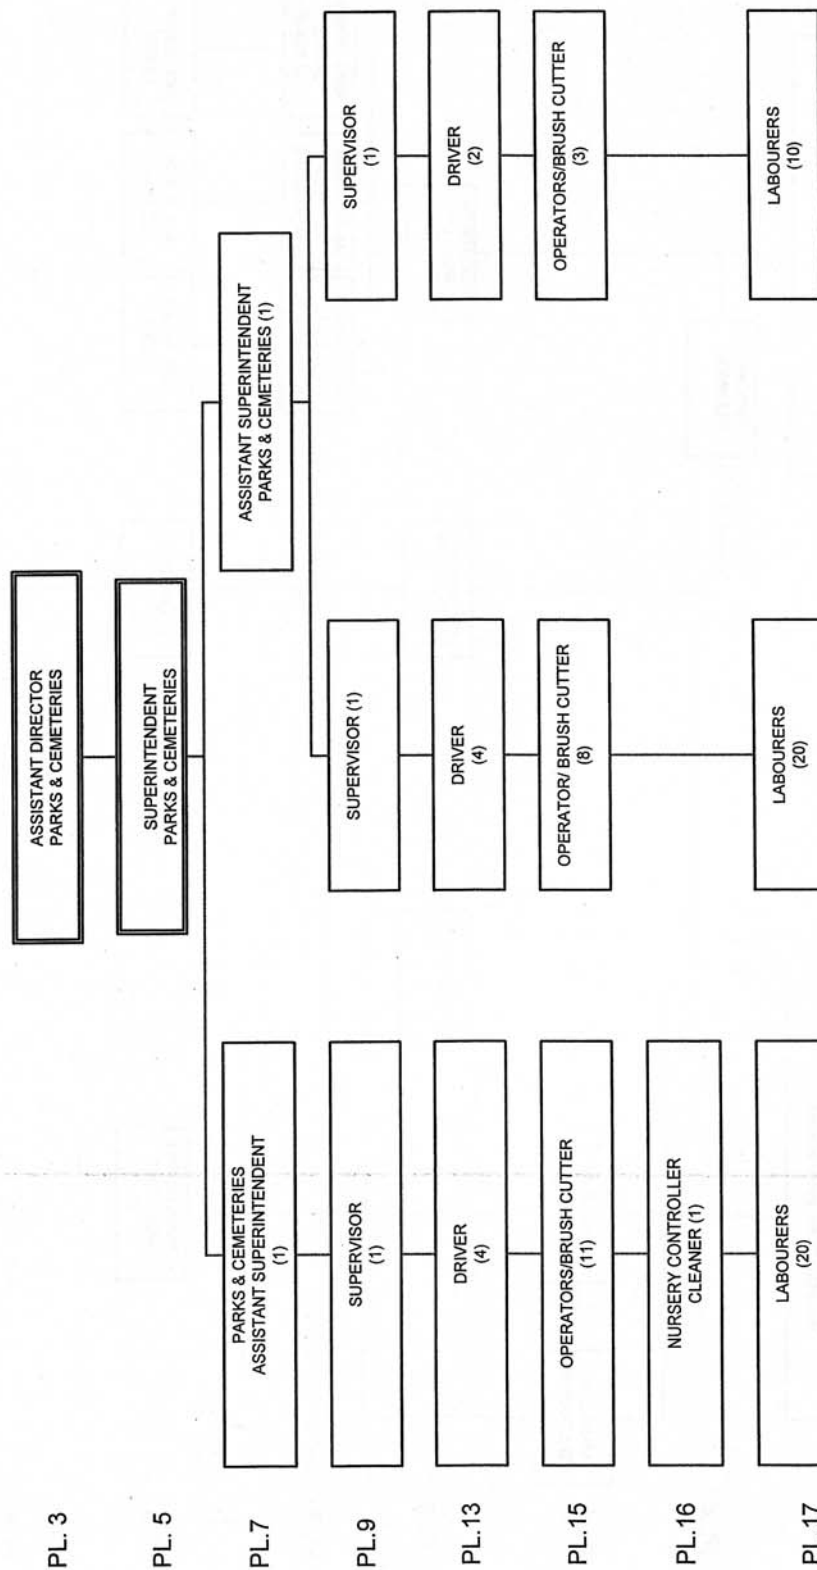 PL. 3
ASSISTANT DIRECTOR
PARKS & CEMETERIES
PL. 5
SUPERINTENDENT
PARKS & CEMETERIES
PL.7
PARKS & CEMETERIES
ASSISTANT SUPERINTENDENT
(1)
ASSISTANT SUPERINTENDENT
PARKS & CEMETERIES (1)
PL.9
SUPERVISOR
(1)
SUPERVISOR (1)
SUPERVISOR
(1)
PL.13
DRIVER
(4)
DRIVER
(4)
DRIVER
(2)
PL.15
OPERATORS/BRUSH CUTTER
(11)
OPERATOR/ BRUSH CUTTER
(8)
OPERATORS/BRUSH CUTTER
(3)
PL.16
NURSERY CONTROLLER
CLEANER (1)
PL.17
LABOURERS
(20)
LABOURERS
(20)
LABOURERS
(10)